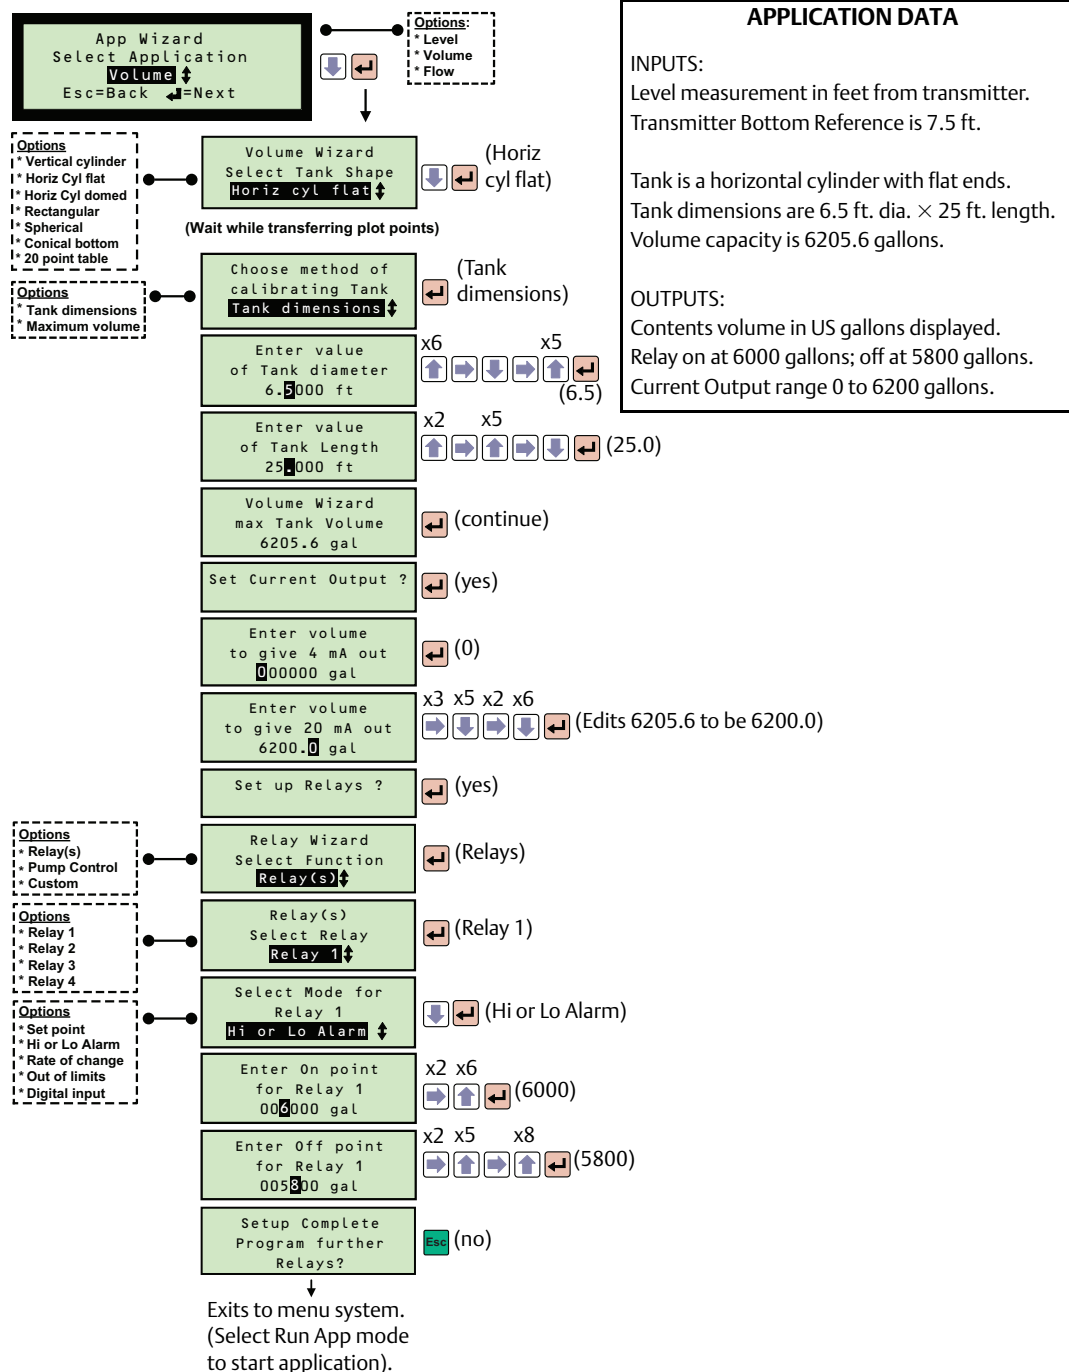 App Wizard
Select Application
Volume
Esc=Back =Next
Options:
* Level
* Volume
* Flow
APPLICATION DATA
INPUTS:
Level measurement in feet from transmitter.
Transmitter Bottom Reference is 7.5 ft.
Tank is a horizontal cylinder with flat ends.
Tank dimensions are 6.5 ft. dia. × 25 ft. length.
Volume capacity is 6205.6 gallons.
OUTPUTS:
Contents volume in US gallons displayed.
Relay on at 6000 gallons; off at 5800 gallons.
Current Output range 0 to 6200 gallons.
Options
* Vertical cylinder
* Horiz Cyl flat
* Horiz Cyl domed
* Rectangular
* Spherical
* Conical bottom
* 20 point table
Volume Wizard
Select Tank Shape
Horiz cyl flat
(Horiz
cyl flat)
(Wait while transferring plot points)
Options
* Tank dimensions
* Maximum volume
Choose method of
calibrating Tank
Tank dimensions
(Tank
dimensions)
Enter value
of Tank diameter
6.5000 ft
x6 x5
(6.5)
Enter value
of Tank Length
25.000 ft
x2 x5
(25.0)
Volume Wizard
max Tank Volume
6205.6 gal
(continue)
Set Current Output ?
(yes)
Enter volume
to give 4 mA out
000000 gal
(0)
Enter volume
to give 20 mA out
6200.0 gal
x3 x5 x2 x6
(Edits 6205.6 to be 6200.0)
Set up Relays ?
(yes)
Options
* Relay(s)
* Pump Control
* Custom
Relay Wizard
Select Function
Relay(s)
(Relays)
Options
* Relay 1
* Relay 2
* Relay 3
* Relay 4
Relay(s)
Select Relay
Relay 1
(Relay 1)
Options
* Set point
* Hi or Lo Alarm
* Rate of change
* Out of limits
* Digital input
Select Mode for
Relay 1
Hi or Lo Alarm
(Hi or Lo Alarm)
Enter On point
for Relay 1
006000 gal
x2 x6
(6000)
Enter Off point
for Relay 1
005800 gal
x2 x5 x8
(5800)
Setup Complete
Program further
Relays?
Esc
(no)
Exits to menu system.
(Select Run App mode
to start application).